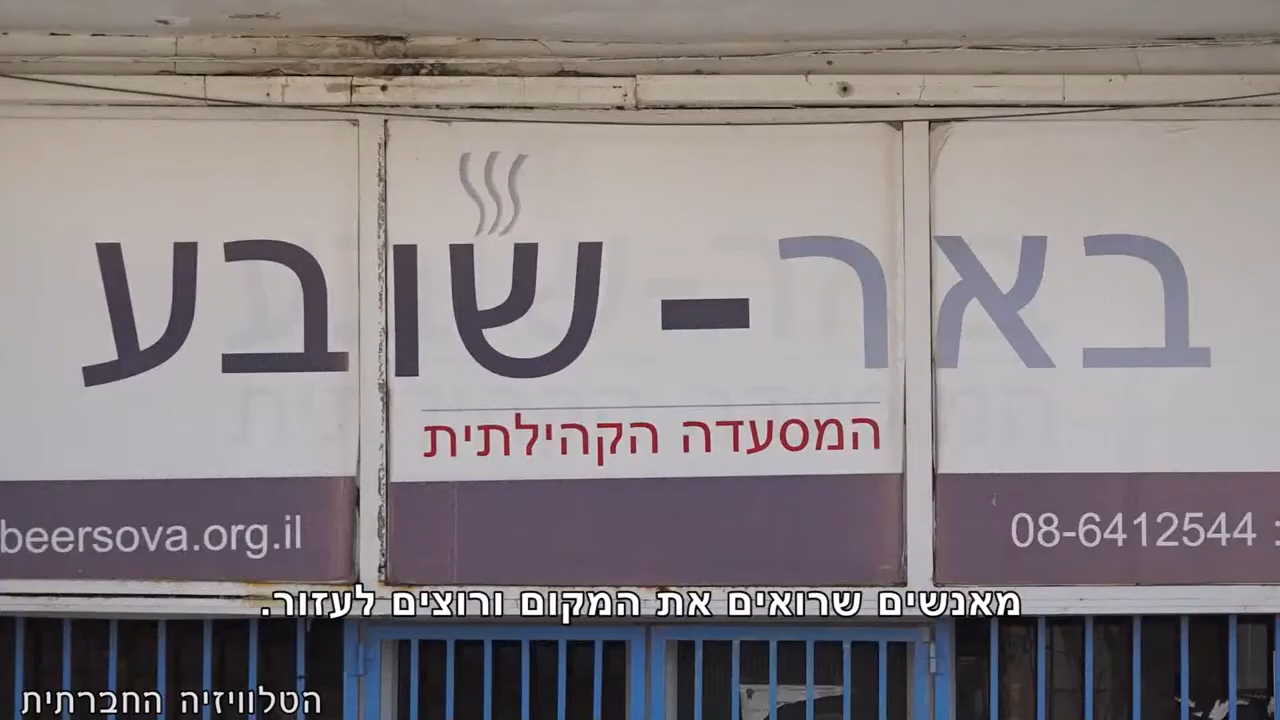 באר-שובע
המסעדה הקהילתית
08-6412544 :
beersova.org.il
מאנשים שרואים את המקום ורוצים לעזור.
הטלוויזיה החברתית